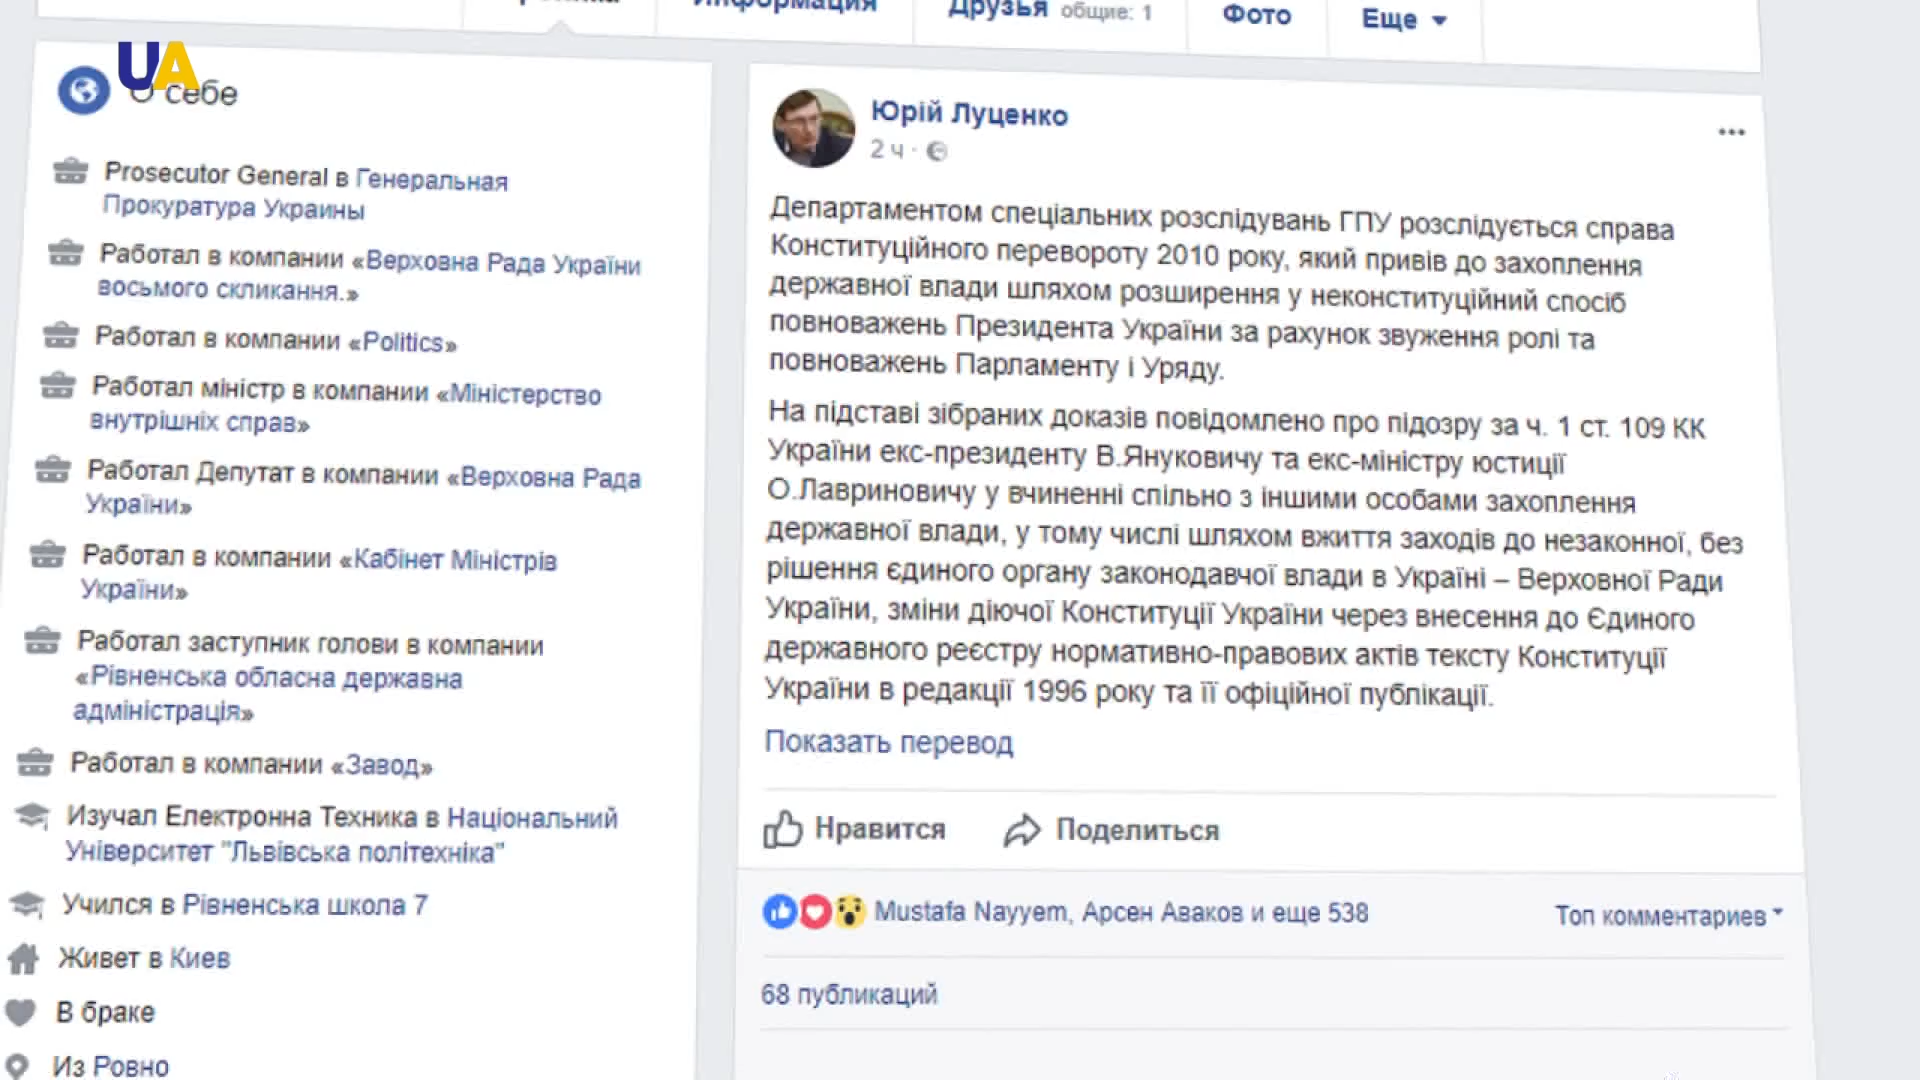 Информация
Друзья общие: 1
Фото
Еще
UA
О себе
Prosecutor General в Генеральная
Прокуратура Украины
Работал в компании «Верховна Рада України
восьмого скликання.»
Работал в компании «Politics»
Работал міністр в компании «Міністерство
внутрішніх справ»
Работал Депутат в компании «Верховна Рада
України»
Работал в компании «Кабінет Міністрів
України»
Работал заступник голови в компании
«Рівненська обласна державна
адміністрація»
Работал в компании «Завод»
Изучал Електронна Техника в Національний
Університет "Львівська політехніка"
Учился в Рівненська школа 7
Живет в Киев
В браке
Из Ровно
Юрій Луценко
2 ч ·
Департаментом спеціальних розслідувань ГПУ розслідується справа
Конституційного перевороту 2010 року, який привів до захоплення
державної влади шляхом розширення у неконституційний спосіб
повноважень Президента України за рахунок звуження ролі та
повноважень Парламенту і Уряду.
На підставі зібраних доказів повідомлено про підозру за ч. 1 ст. 109 КК
України екс-президенту В.Януковичу та екс-міністру юстиції
О.Лавриновичу у вчиненні спільно з іншими особами захоплення
державної влади, у тому числі шляхом вжиття заходів до незаконної, без
рішення єдиного органу законодавчої влади в Україні – Верховної Ради
України, зміни діючої Конституції України через внесення до Єдиного
державного реєстру нормативно-правових актів тексту Конституції
України в редакції 1996 року та її офіційної публікації.
Показать перевод
Нравится
Поделиться
Mustafa Nayyem, Арсен Аваков и еще 538
Топ комментариев
68 публикаций